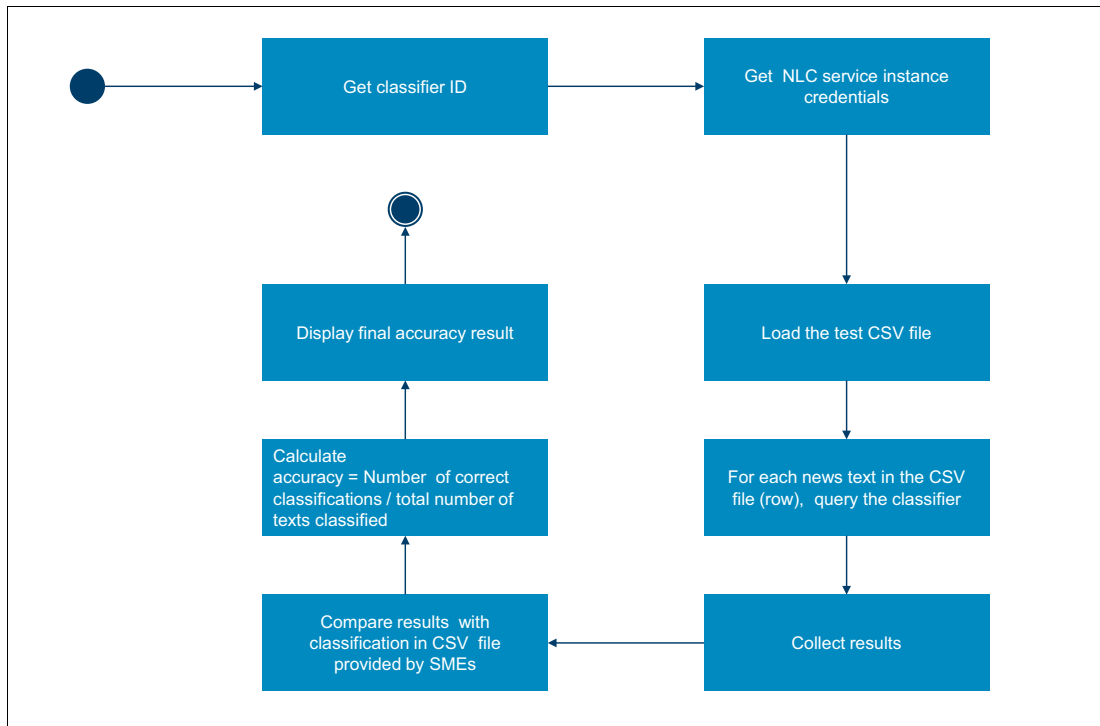 Get classifier ID
Get NLC service instance
credentials
Load the test CSV file
For each news text in the CSV
file (row), query the classifier
Collect results
Compare results with
classification in CSV file
provided by SMEs
Calculate
accuracy = Number of correct
classifications / total number of
texts classified
Display final accuracy result